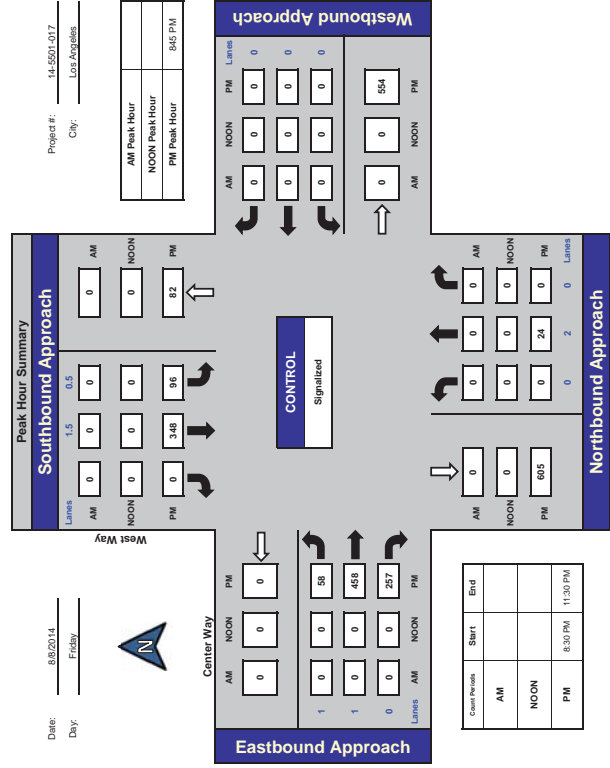 Peak Hour Summary
Southbound Approach
Project #: 14-5501-017
City: Los Angeles
Date: 8/8/2014
Day: Friday
N
AM Peak Hour
NOON Peak Hour
PM Peak Hour 845 PM
Lanes 1.5 0.5
AM 0 0 0 0 AM
NOON 0 0 0 0 NOON
PM 0 348 96 82 PM
West Way
Center Way
Westbound Approach
AM NOON PM Lanes
0 0 0 0
0 0 0 0
0 0 0 0
0 0 554
AM NOON PM
CONTROL
Signalized
AM NOON PM
0 0 0
1 0 0 58
1 0 0 458
0 0 0 257
Lanes AM NOON PM
Eastbound Approach
AM 0 0 0 0 AM
NOON 0 0 0 0 NOON
PM 605 0 24 0 PM
0 2 0 Lanes
Northbound Approach
Count Periods Start End
AM
NOON
PM 8:30 PM 11:30 PM